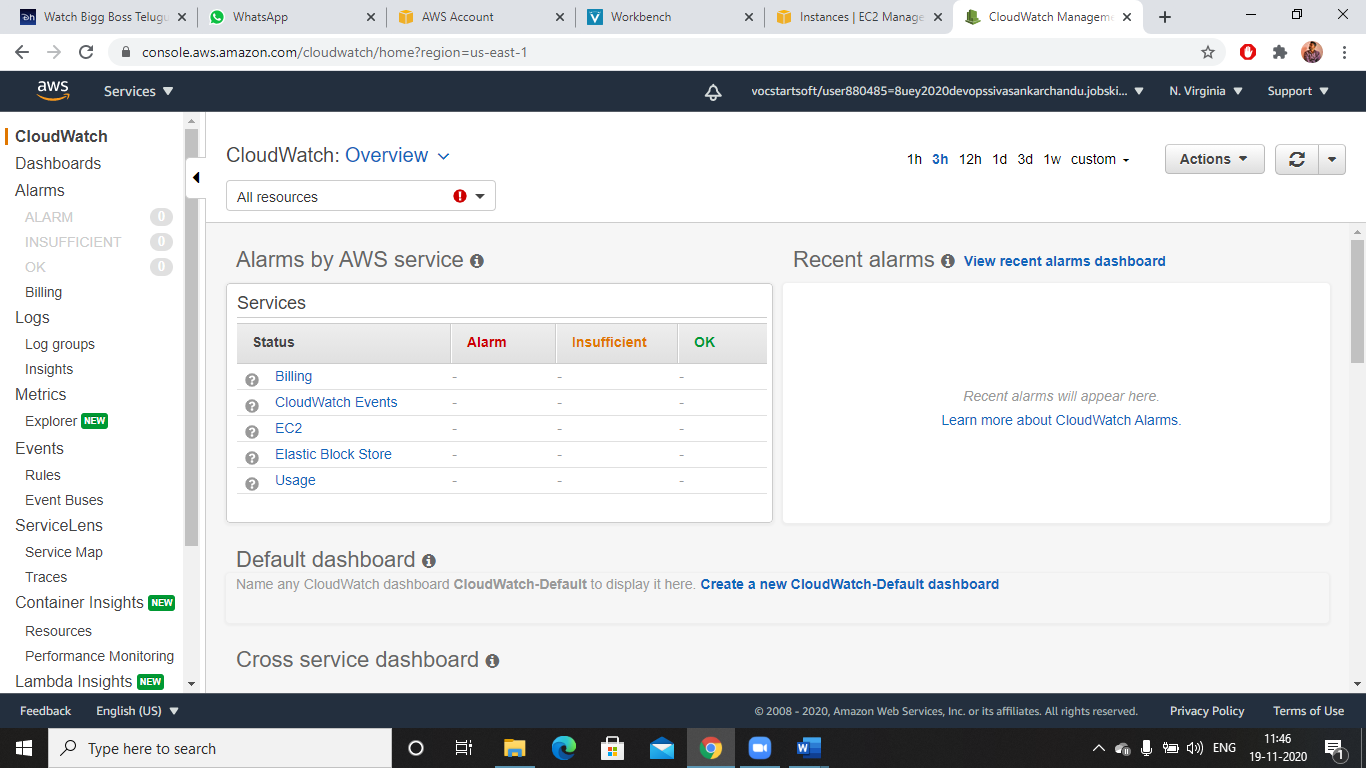 Watch Bigg Boss Telugu
WhatsApp
AWS Account
Workbench
Instances | EC2 Manage
CloudWatch Manageme
console.aws.amazon.com/cloudwatch/home?region=us-east-1
aws
Services
vocstartsoft/user880485=8uey2020devopssivasankarchandu.jobski...
N. Virginia
Support
CloudWatch
Dashboards
Alarms
ALARM 0
INSUFFICIENT 0
OK 0
Billing
Logs
Log groups
Insights
Metrics
Explorer NEW
Events
Rules
Event Buses
ServiceLens
Service Map
Traces
Container Insights NEW
Resources
Performance Monitoring
Lambda Insights NEW
CloudWatch: Overview
1h 3h 12h 1d 3d 1w custom
Actions
All resources
Alarms by AWS service
Services
Status Alarm Insufficient OK
Billing - - -
CloudWatch Events - - -
EC2 - - -
Elastic Block Store - - -
Usage - - -
Recent alarms View recent alarms dashboard
Recent alarms will appear here.
Learn more about CloudWatch Alarms.
Default dashboard
Name any CloudWatch dashboard CloudWatch-Default to display it here. Create a new CloudWatch-Default dashboard
Cross service dashboard
Feedback
English (US)
© 2008 - 2020, Amazon Web Services, Inc. or its affiliates. All rights reserved.
Privacy Policy
Terms of Use
Type here to search
ENG
11:46
19-11-2020
1